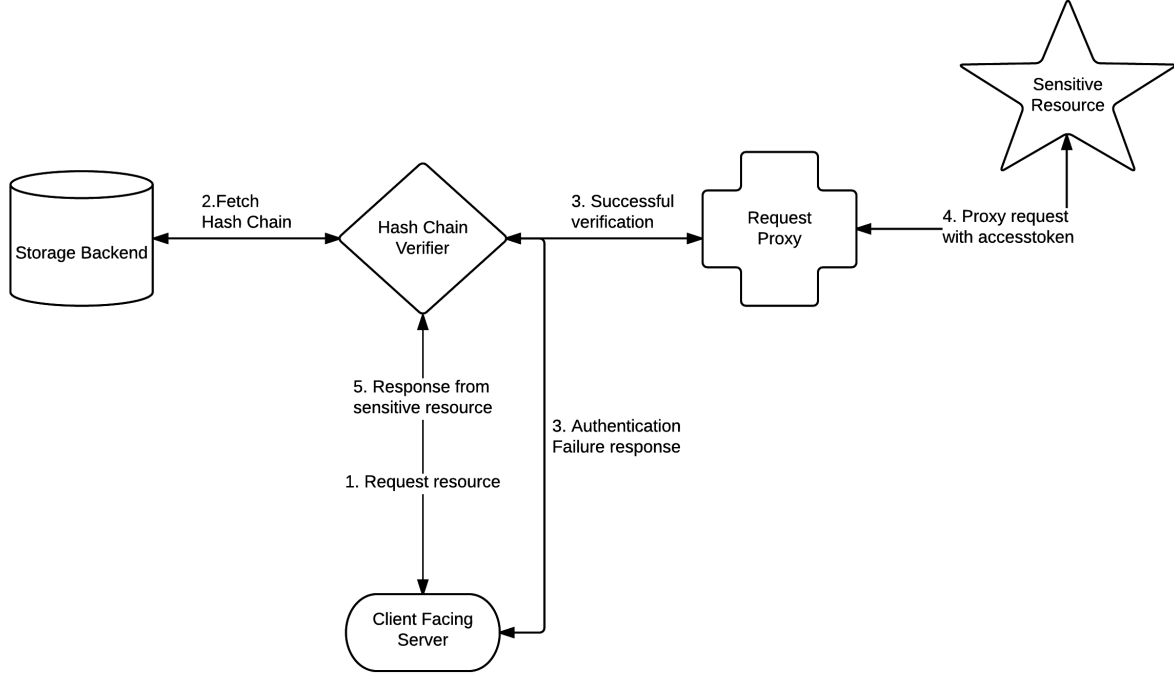 Sensitive
Resource
2.Fetch
Hash Chain
3. Successful
verification
Request
Proxy
4. Proxy request
with accesstoken
Hash Chain
Verifier
Storage Backend
5. Response from
sensitive resource
3. Authentication
Failure response
1. Request resource
Client Facing
Server